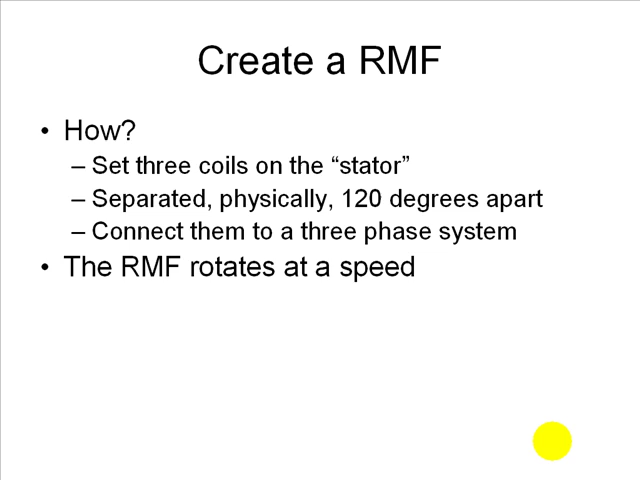 Create a RMF
• How?
– Set three coils on the “stator”
– Separated, physically, 120 degrees apart
– Connect them to a three phase system
• The RMF rotates at a speed